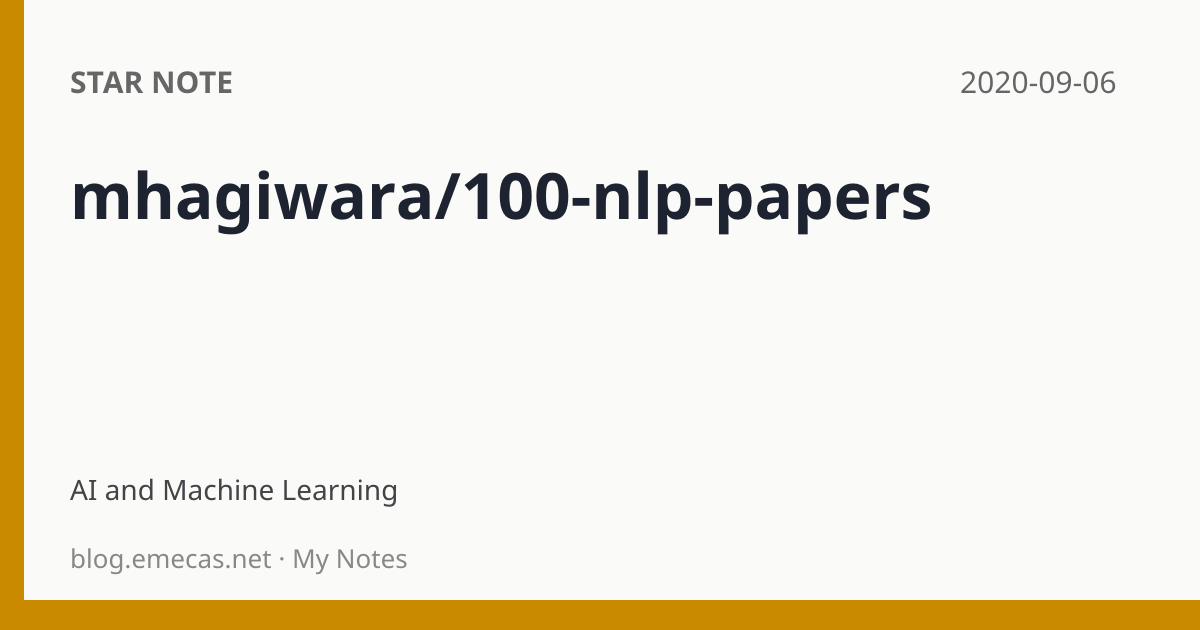 STAR NOTE
2020-09-06
mhagiwara/100-nlp-papers
AI and Machine Learning
blog.emecas.net · My Notes